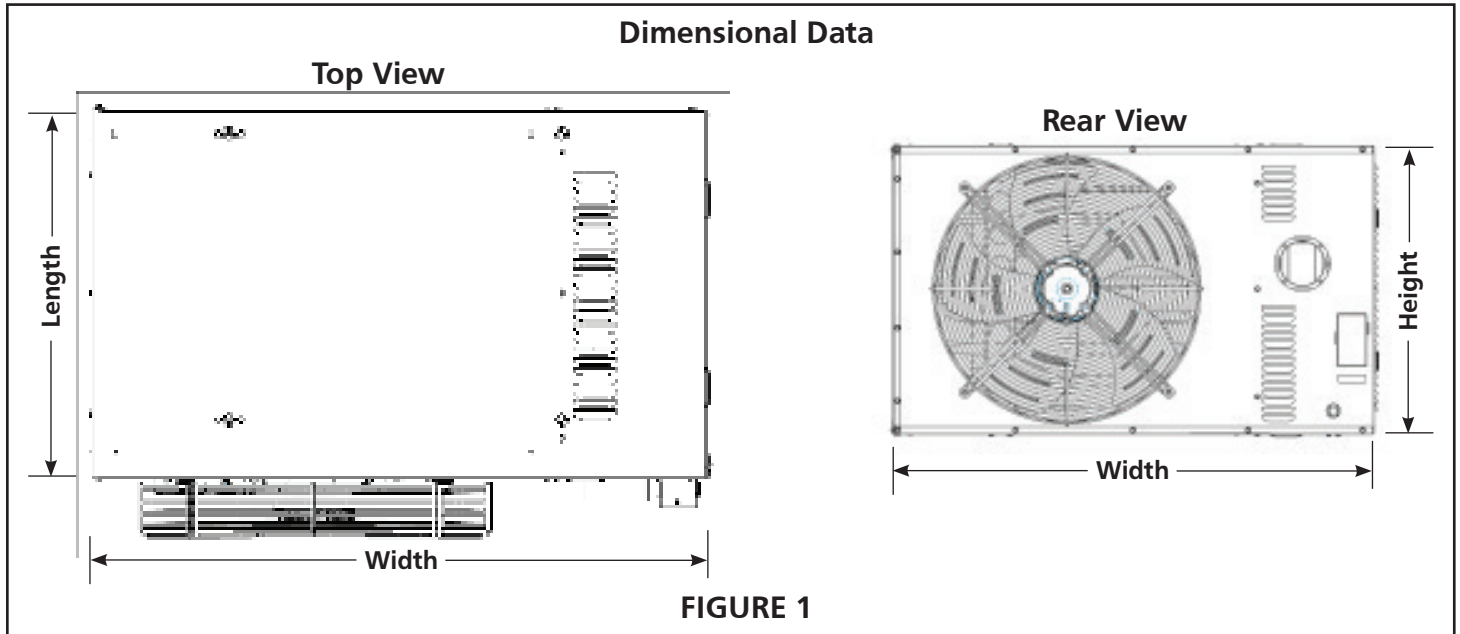 Dimensional Data
Top View
Rear View
Length
Height
Width
Width
FIGURE 1